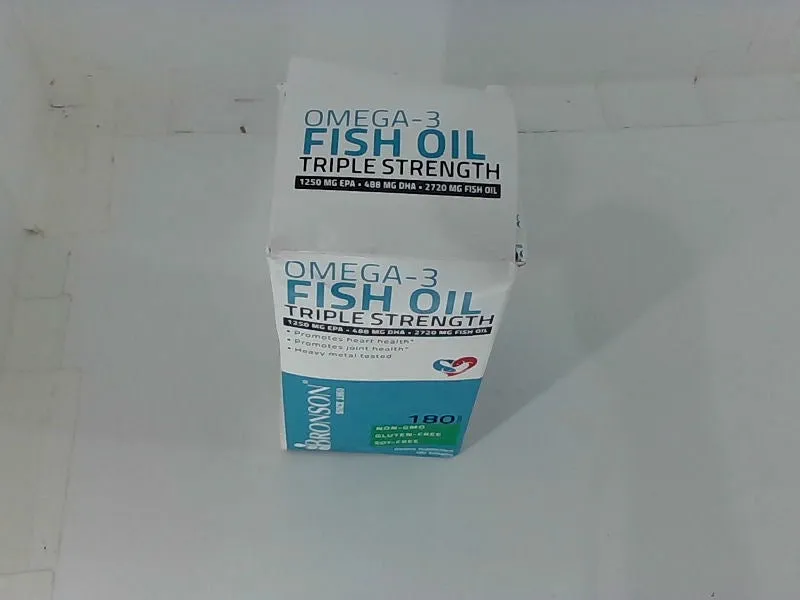 OMEGA-3
FISH OIL
TRIPLE STRENGTH
1250 MG EPA • 488 MG DHA • 2720 MG FISH OIL
OMEGA-3
FISH OIL
TRIPLE STRENGTH
1250 MG EPA • 488 MG DHA • 2720 MG FISH OIL
• Promotes heart health*
• Promotes joint health*
• Heavy metal tested
BRONSON®
SINCE 1960
180
NON-GMO
GLUTEN-FREE
SOY-FREE